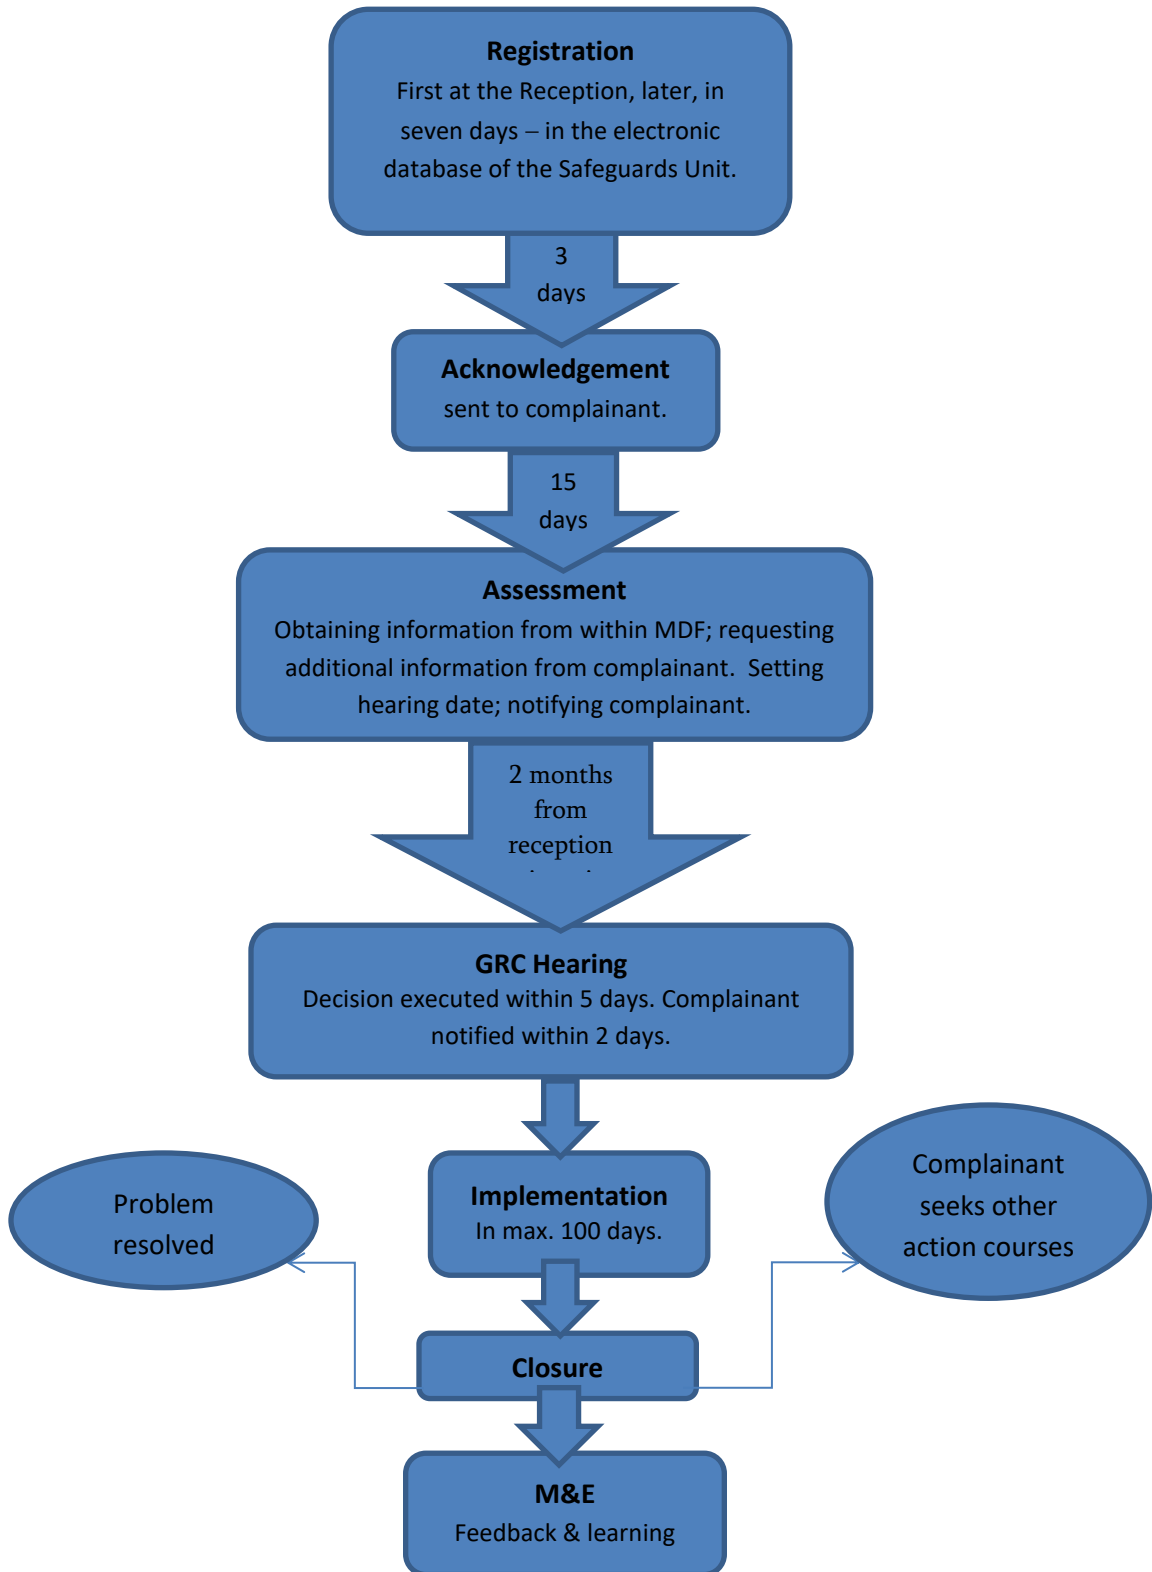 Registration
First at the Reception, later, in
seven days – in the electronic
database of the Safeguards Unit.
3
days
Acknowledgement
sent to complainant.
15
days
Assessment
Obtaining information from within MDF; requesting
additional information from complainant.  Setting
hearing date; notifying complainant.
2 months
from
reception
GRC Hearing
Decision executed within 5 days. Complainant
notified within 2 days.
Implementation
In max. 100 days.
Problem
resolved
Complainant
seeks other
action courses
Closure
M&E
Feedback & learning